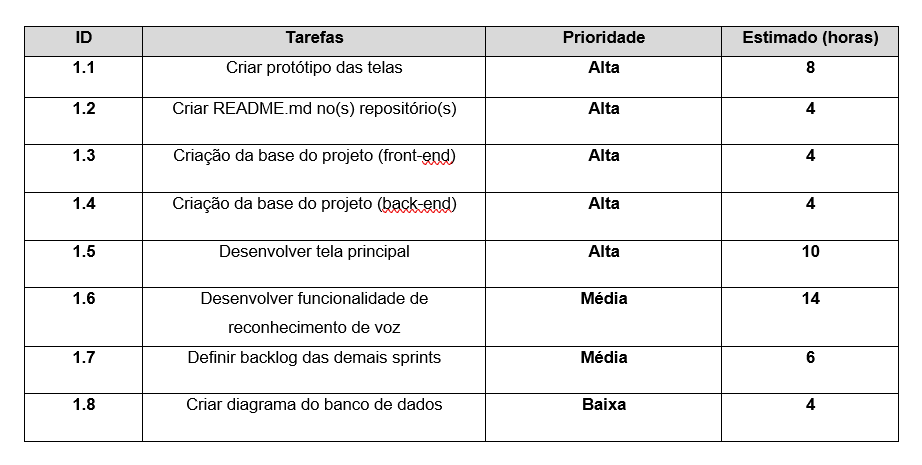 ID Tarefas Prioridade Estimado (horas)
1.1 Criar protótipo das telas Alta 8
1.2 Criar README.md no(s) repositório(s) Alta 4
1.3 Criação da base do projeto (front-end) Alta 4
1.4 Criação da base do projeto (back-end) Alta 4
1.5 Desenvolver tela principal Alta 10
1.6 Desenvolver funcionalidade de Média 14
reconhecimento de voz
1.7 Definir backlog das demais sprints Média 6
1.8 Criar diagrama do banco de dados Baixa 4